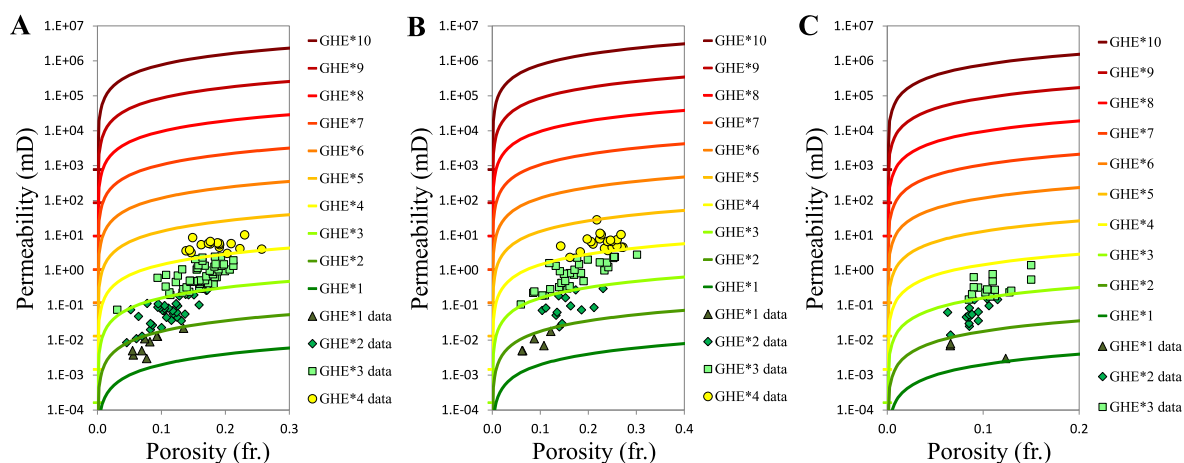 A
Permeability (mD)
1.E+07
1.E+06
1.E+05
1.E+04
1.E+03
1.E+02
1.E+01
1.E+00
1.E-01
1.E-02
1.E-03
1.E-04
0.0
0.1
0.2
0.3
Porosity (fr.)
GHE*10
GHE*9
GHE*8
GHE*7
GHE*6
GHE*5
GHE*4
GHE*3
GHE*2
GHE*1
GHE*1 data
GHE*2 data
GHE*3 data
GHE*4 data
B
Permeability (mD)
1.E+07
1.E+06
1.E+05
1.E+04
1.E+03
1.E+02
1.E+01
1.E+00
1.E-01
1.E-02
1.E-03
1.E-04
0.0
0.1
0.2
0.3
0.4
Porosity (fr.)
GHE*10
GHE*9
GHE*8
GHE*7
GHE*6
GHE*5
GHE*4
GHE*3
GHE*2
GHE*1
GHE*1 data
GHE*2 data
GHE*3 data
GHE*4 data
C
Permeability (mD)
1.E+07
1.E+06
1.E+05
1.E+04
1.E+03
1.E+02
1.E+01
1.E+00
1.E-01
1.E-02
1.E-03
1.E-04
0.0
0.1
0.2
Porosity (fr.)
GHE*10
GHE*9
GHE*8
GHE*7
GHE*6
GHE*5
GHE*4
GHE*3
GHE*2
GHE*1
GHE*1 data
GHE*2 data
GHE*3 data